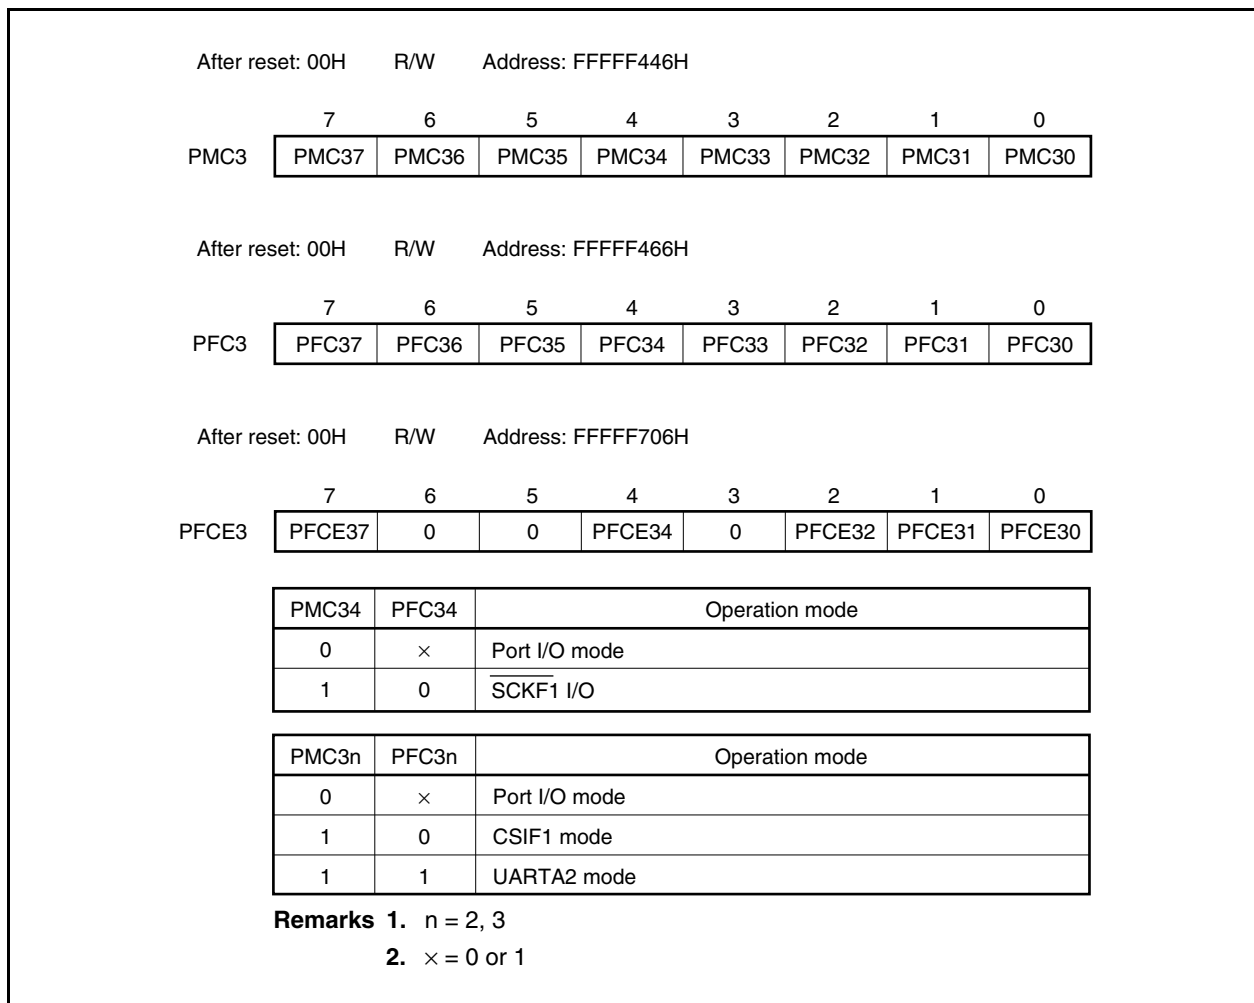 After reset: 00H R/W Address: FFFFF446H
7 6 5 4 3 2 1 0
PMC3 PMC37 PMC36 PMC35 PMC34 PMC33 PMC32 PMC31 PMC30
After reset: 00H R/W Address: FFFFF466H
7 6 5 4 3 2 1 0
PFC3 PFC37 PFC36 PFC35 PFC34 PFC33 PFC32 PFC31 PFC30
After reset: 00H R/W Address: FFFFF706H
7 6 5 4 3 2 1 0
PFCE3 PFCE37 0 0 PFCE34 0 PFCE32 PFCE31 PFCE30
PMC34 PFC34 Operation mode
0 × Port I/O mode
1 0 S̅C̅K̅F̅1̅ I/O
PMC3n PFC3n Operation mode
0 × Port I/O mode
1 0 CSIF1 mode
1 1 UARTA2 mode
Remarks 1. n = 2, 3
2. × = 0 or 1